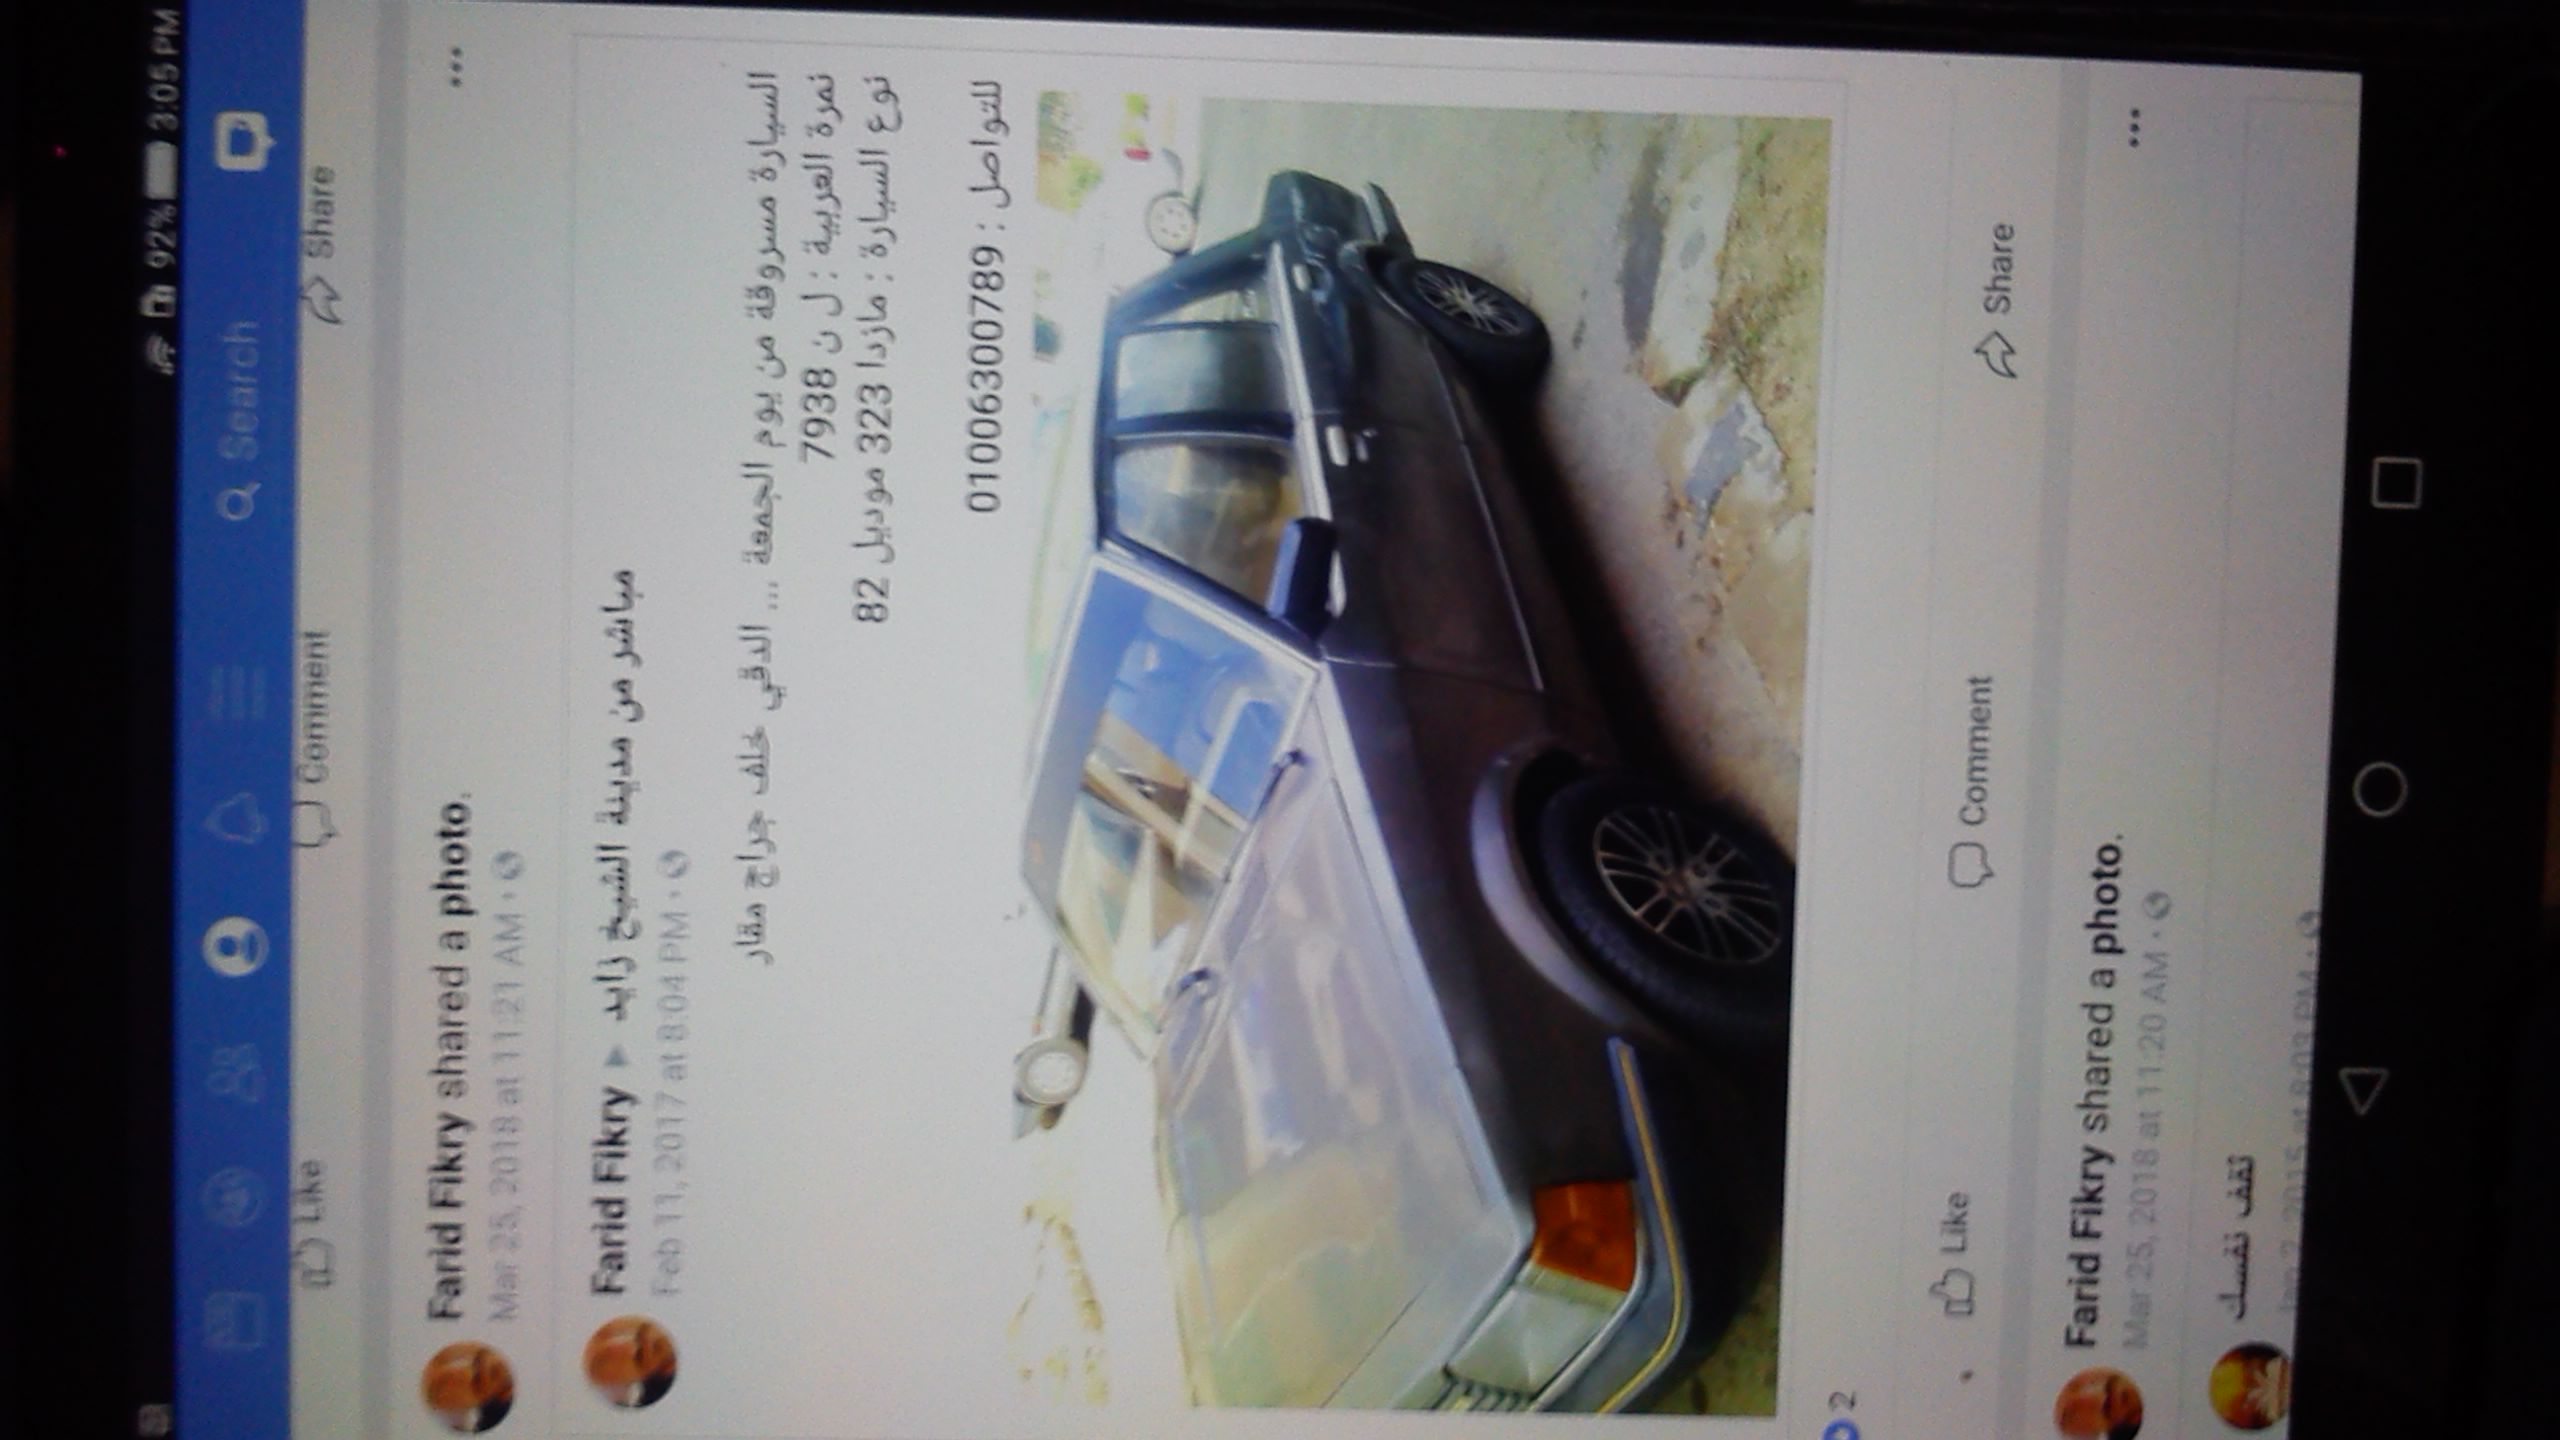 92% 3:05 PM
Search
Like Comment Share
Farid Fikry shared a photo.
Mar 25, 2018 at 11:21 AM
Farid Fikry ▸ مباشر من مدينة الشيخ زايد
Feb 11, 2017 at 8:04 PM
السيارة مسروقة من يوم الجمعة ... الدقي خلف جراج مقار
نمرة العربية : ل ن 7938
نوع السيارة : مازدا 323 موديل 82
للتواصل : 01006300789
2
Like Comment Share
Farid Fikry shared a photo.
Mar 25, 2018 at 11:20 AM
ثقف نفسك
Jan 2, 2015 at 8:03 PM